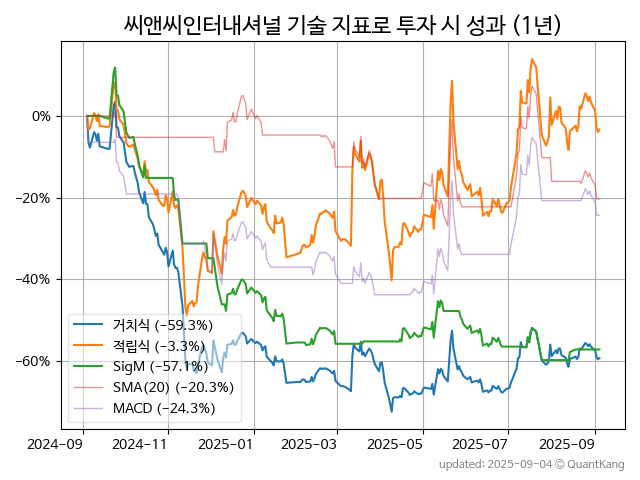 씨앤씨인터내셔널 기술 지표로 투자 시 성과 (1년)
0%
−20%
−40%
−60%
거치식 (−59.3%)
적립식 (−3.3%)
SigM (−57.1%)
SMA(20) (−20.3%)
MACD (−24.3%)
2024-09
2024-11
2025-01
2025-03
2025-05
2025-07
2025-09
updated: 2025-09-04 © QuantKang